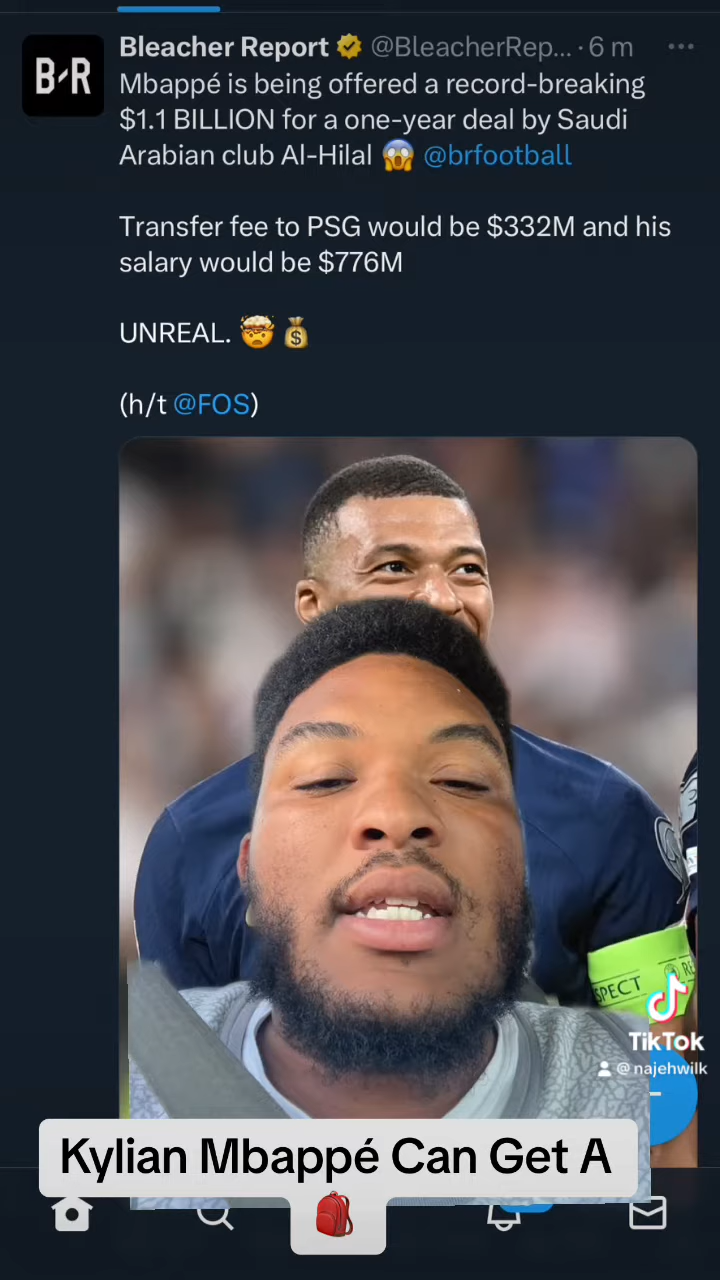 B/R
Bleacher Report @BleacherRep... · 6 m
Mbappé is being offered a record-breaking
$1.1 BILLION for a one-year deal by Saudi
Arabian club Al-Hilal 😱 @brfootball
Transfer fee to PSG would be $332M and his
salary would be $776M
UNREAL. 🤯💰
(h/t @FOS)
SPECT
RE
TikTok
@najehwilk
Kylian Mbappé Can Get A
🎒